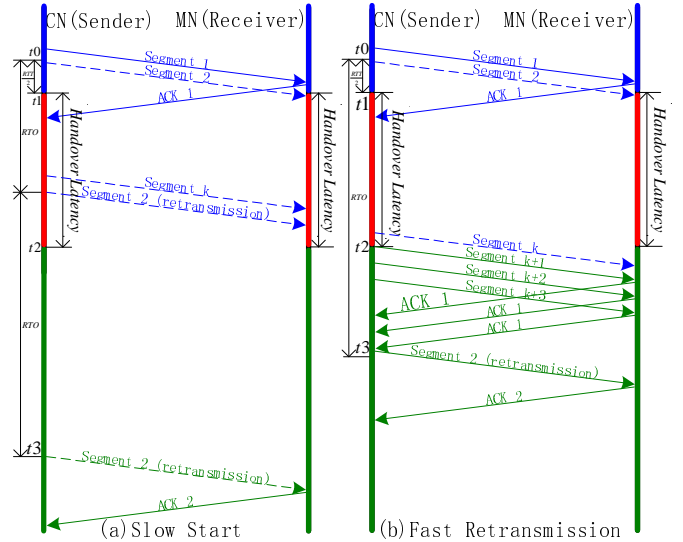 CN(Sender) MN(Receiver)
t0
Segment 1
Segment 2
RTT
2
t1
ACK 1
RTO
Handover Latency
Handover Latency
Segment k
Segment 2 (retransmission)
t2
RTO
t3
Segment 2 (retransmission)
ACK 2
(a)Slow Start
CN(Sender) MN(Receiver)
t0
Segment 1
Segment 2
RTT
2
t1
ACK 1
Handover Latency
Handover Latency
RTO
Segment k
t2
Segment k+1
Segment k+2
Segment k+3
ACK 1
ACK 1
ACK 1
t3
Segment 2 (retransmission)
ACK 2
(b)Fast Retransmission